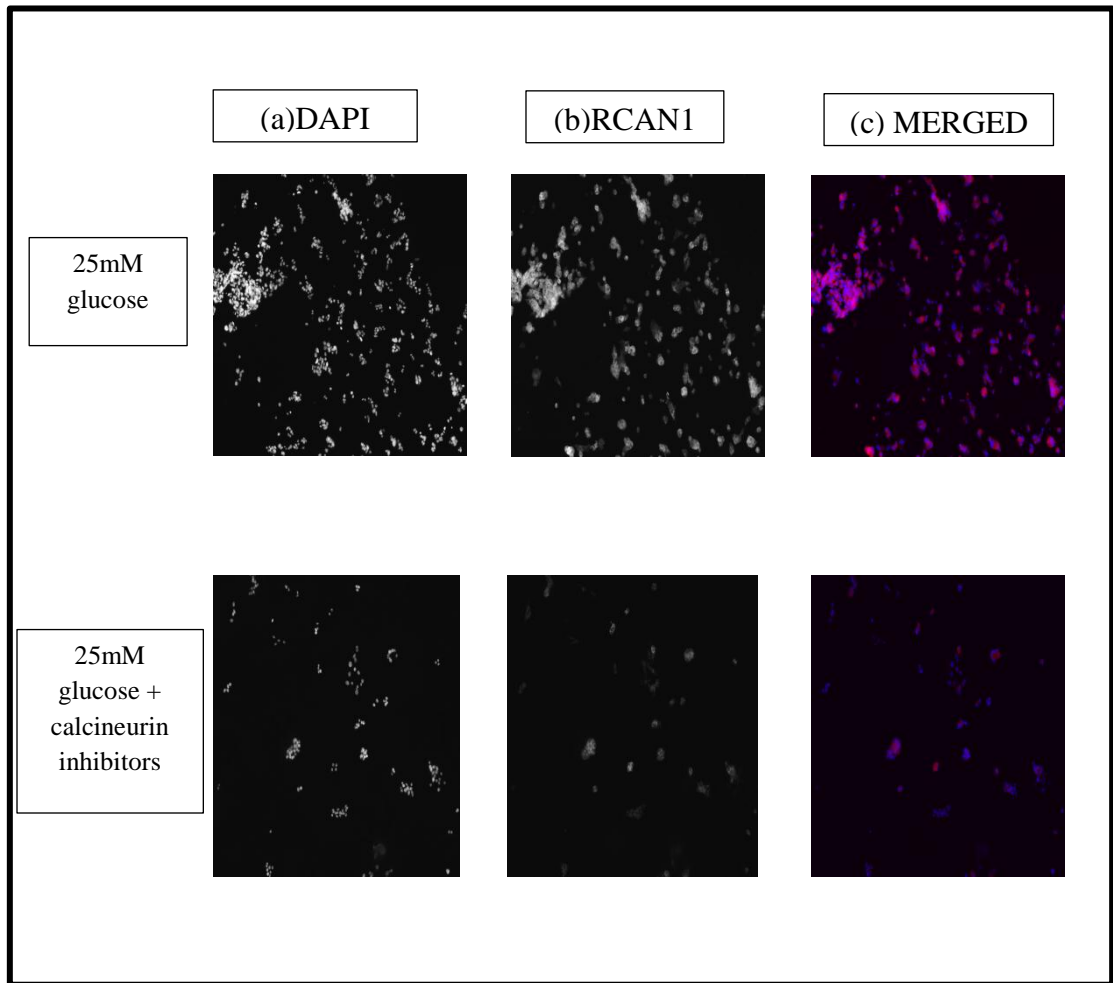 (a)DAPI
(b)RCAN1
(c) MERGED
25mM
glucose
25mM
glucose +
calcineurin
inhibitors